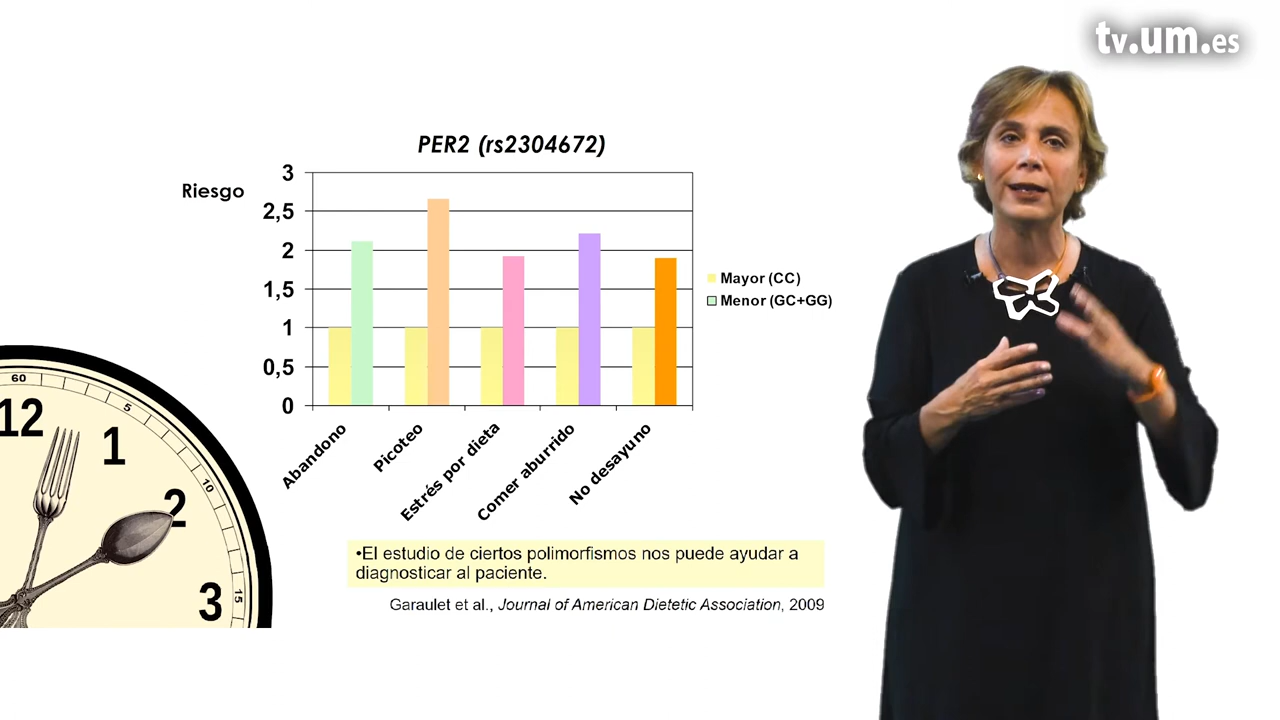 tv.um.es
PER2 (rs2304672)
Riesgo
3
2,5
2
1,5
1
0,5
0
Mayor (CC)
Menor (GC+GG)
Abandono
Picoteo
Estrés por dieta
Comer aburrido
No desayuno
60
12
5
1
10
2
3
15
•El estudio de ciertos polimorfismos nos puede ayudar a
diagnosticar al paciente.
Garaulet et al., Journal of American Dietetic Association, 2009